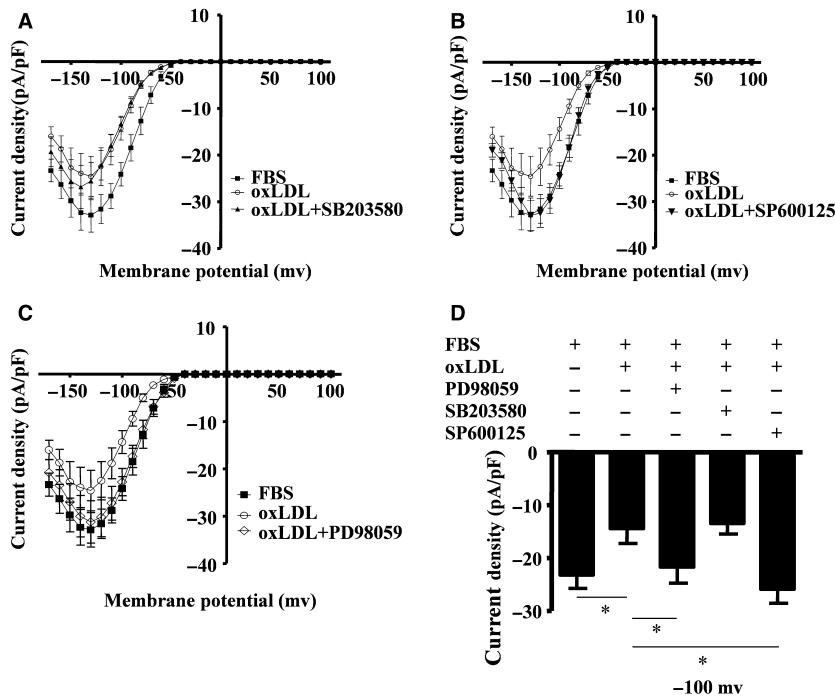 A
10
−150
−100
−50
50
100
−10
−20
−30
−40
Current density(pA/pF)
FBS
oxLDL
oxLDL+SB203580
Membrane potential (mv)
B
10
−150
−100
−50
50
100
−10
−20
−30
−40
Current density (pA/pF)
FBS
oxLDL
oxLDL+SP600125
Membrane potential (mv)
C
10
−150
−100
−50
50
100
−10
−20
−30
−40
Current density (pA/pF)
FBS
oxLDL
oxLDL+PD98059
Membrane potential (mv)
D
FBS + + + + +
oxLDL − + + + +
PD98059 − − + − −
SB203580 − − − + −
SP600125 − − − − +
0
−10
−20
−30
Current density (pA/pF)
*
*
*
−100 mv